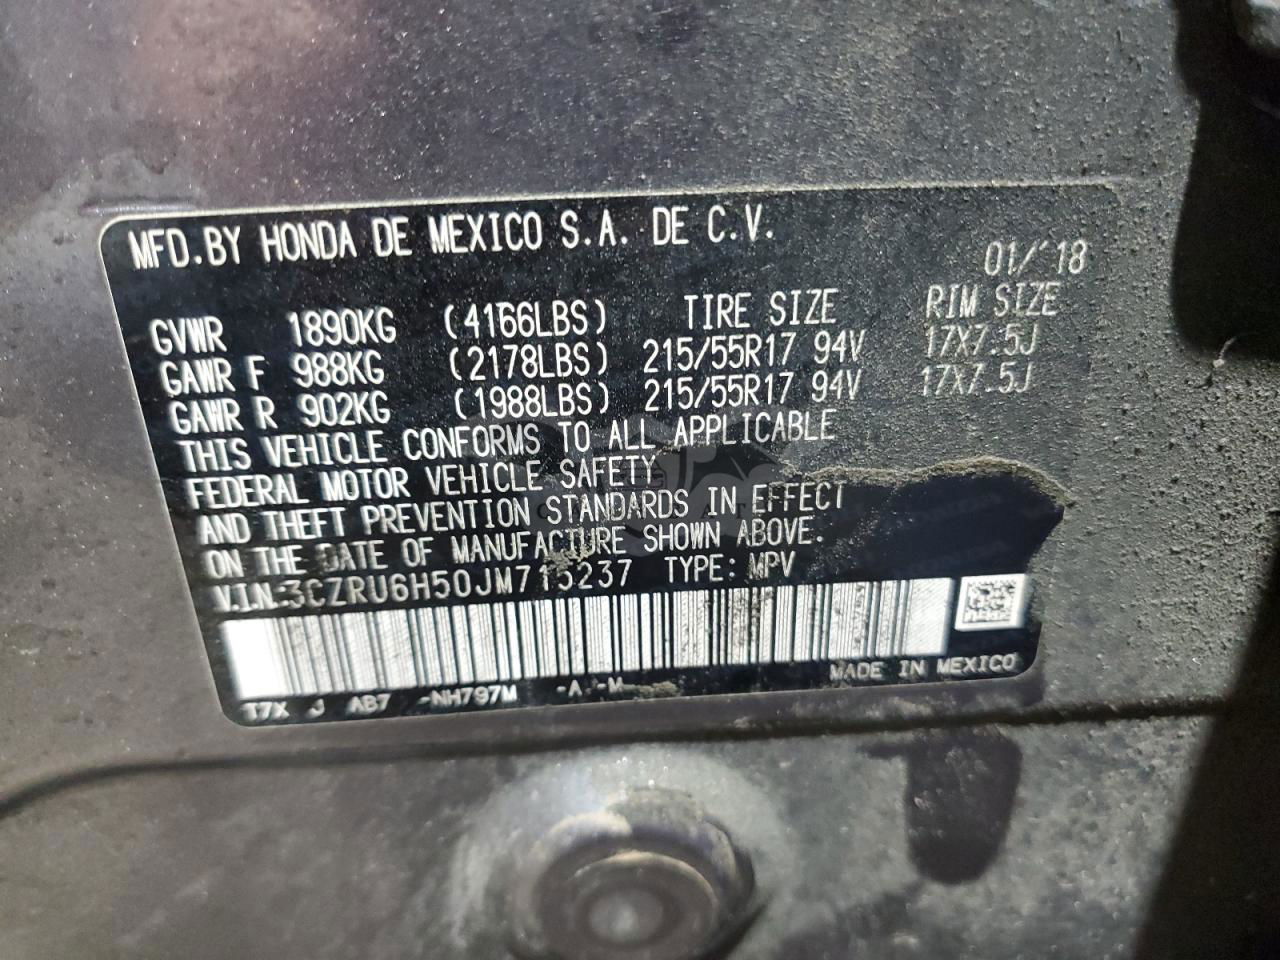 MFD.BY HONDA DE MEXICO S.A. DE C.V.
01/'18
GVWR 1890KG (4166LBS) TIRE SIZE RIM SIZE
GAWR F 988KG (2178LBS) 215/55R17 94V 17X7.5J
GAWR R 902KG (1988LBS) 215/55R17 94V 17X7.5J
THIS VEHICLE CONFORMS TO ALL APPLICABLE
FEDERAL MOTOR VEHICLE SAFETY
AND THEFT PREVENTION STANDARDS IN EFFECT
ON THE DATE OF MANUFACTURE SHOWN ABOVE.
V.I.N.:3CZRU6H50JM715237 TYPE: MPV
MADE IN MEXICO
T7X J AB7 -NH797M -A -M